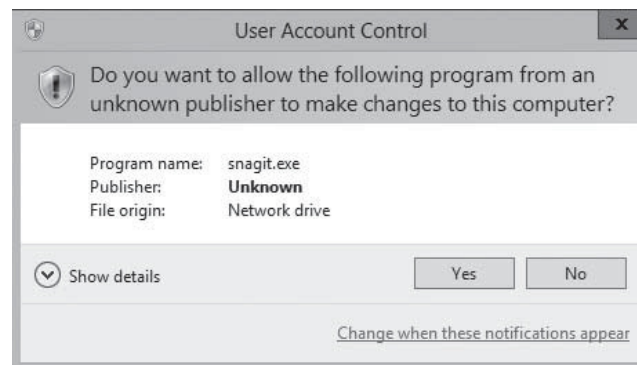 User Account Control
x
Do you want to allow the following program from an
unknown publisher to make changes to this computer?
Program name: snagit.exe
Publisher: Unknown
File origin: Network drive
Show details
Yes
No
Change when these notifications appear